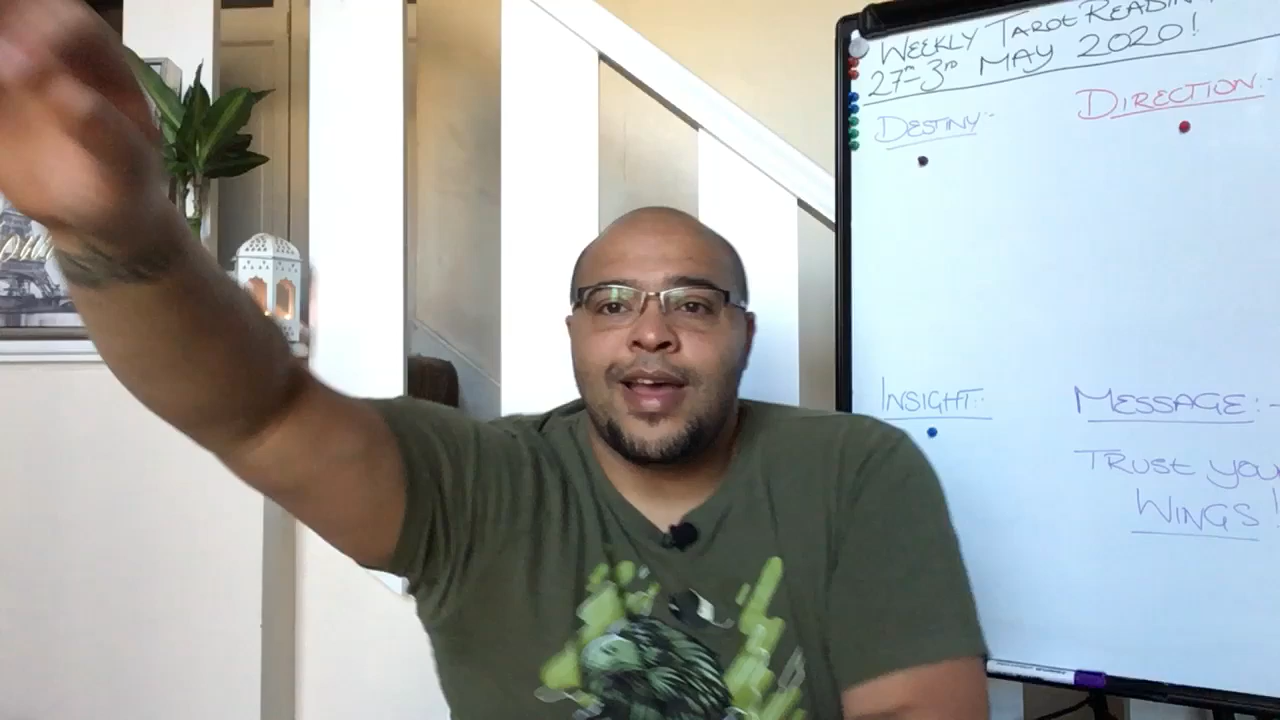 WEEKLY TAROT READIN
27TH-3RD MAY 2020!
DESTINY:-
DIRECTION:-
INSIGHT:-
MESSAGE:-
TRUST YOU
WINGS!